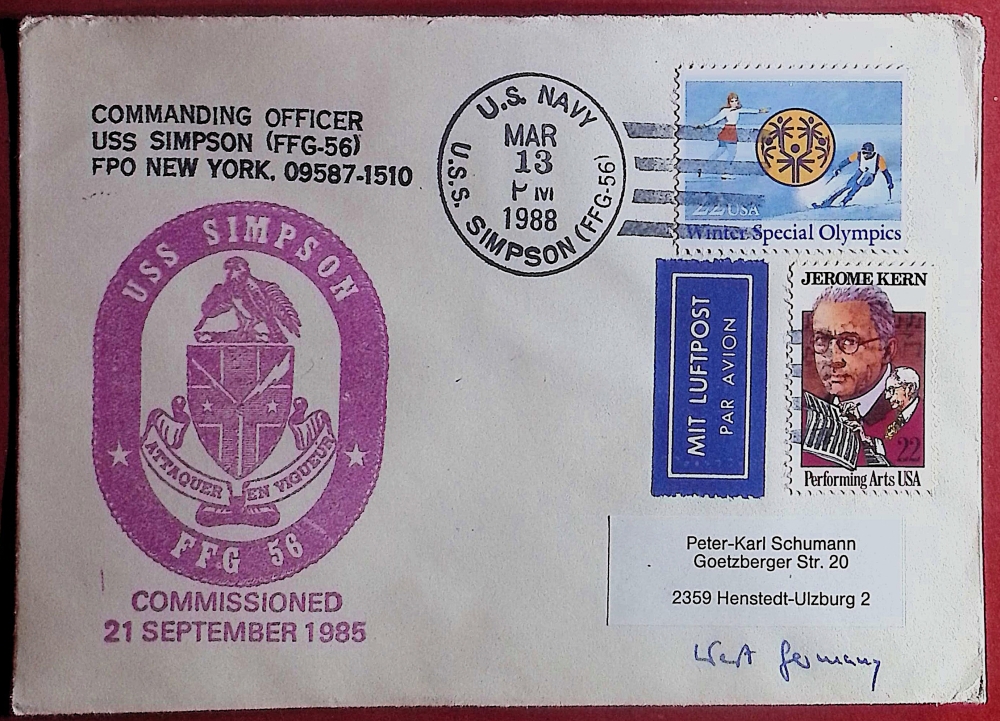 COMMANDING OFFICER
USS SIMPSON (FFG-56)
FPO NEW YORK. 09587-1510
U.S. NAVY
MAR
13
PM
1988
U.S.S. SIMPSON (FFG-56)
22 USA
Winter Special Olympics
MIT LUFTPOST
PAR AVION
JEROME KERN
22
Performing Arts USA
USS SIMPSON
ATTAQUER EN VIGUEUR
FFG 56
COMMISSIONED
21 SEPTEMBER 1985
Peter-Karl Schumann
Goetzberger Str. 20
2359 Henstedt-Ulzburg 2
West Germany